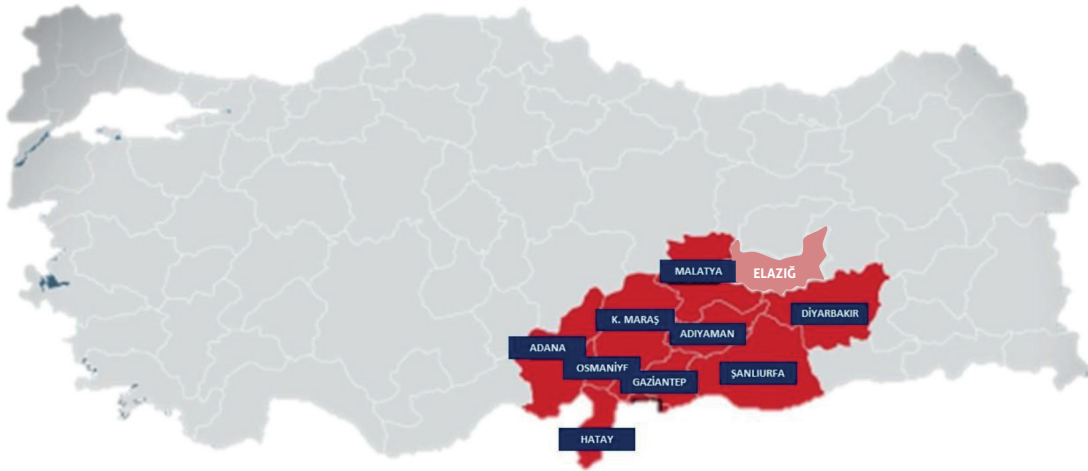 MALATYA
ELAZIĞ
DİYARBAKIR
K. MARAŞ
ADIYAMAN
ADANA
OSMANİYE
GAZİANTEP
ŞANLIURFA
HATAY